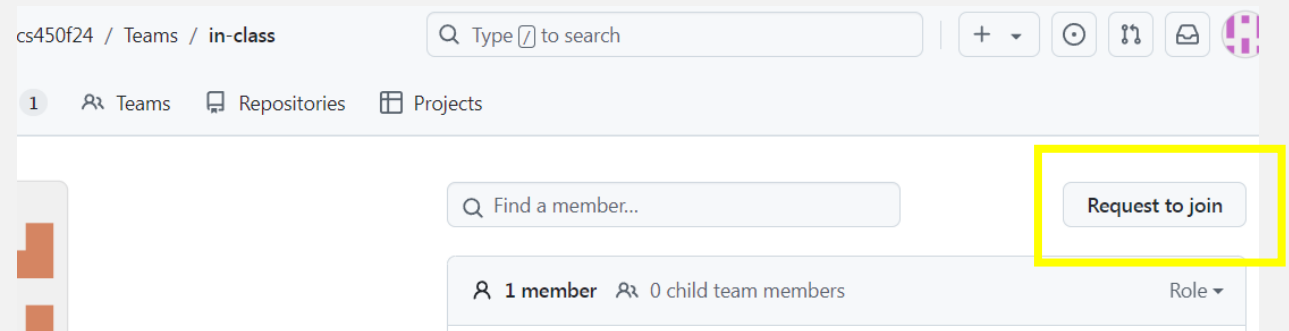 cs450f24 / Teams / in-class
Type / to search
1 Teams Repositories Projects
Find a member...
Request to join
1 member 0 child team members
Role